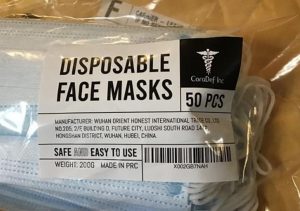 DISPOSABLE
FACE MASKS
CaraDef Inc
50 PCS
MANUFACTURER: WUHAN ORIENT HONEST INTERNATIONAL TRADE CO., LTD.
NO.205, 2/F E BUILDING D, FUTURE CITY, LUOSHI SOUTH ROAD 147#,
HONGSHAN DISTRICT, WUHAN, HUBEI, CHINA.
SAFE AND EASY TO USE
WEIGHT: 200G
MADE IN PRC
X002GB7NAH